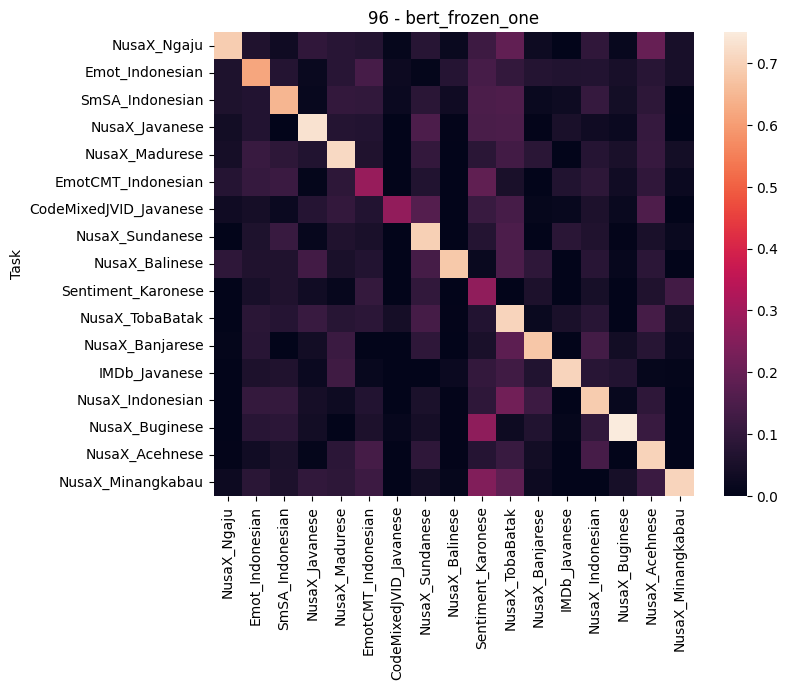 96 - bert_frozen_one
Task
NusaX_Ngaju
Emot_Indonesian
SmSA_Indonesian
NusaX_Javanese
NusaX_Madurese
EmotCMT_Indonesian
CodeMixedJVID_Javanese
NusaX_Sundanese
NusaX_Balinese
Sentiment_Karonese
NusaX_TobaBatak
NusaX_Banjarese
IMDb_Javanese
NusaX_Indonesian
NusaX_Buginese
NusaX_Acehnese
NusaX_Minangkabau
NusaX_Ngaju
Emot_Indonesian
SmSA_Indonesian
NusaX_Javanese
NusaX_Madurese
EmotCMT_Indonesian
CodeMixedJVID_Javanese
NusaX_Sundanese
NusaX_Balinese
Sentiment_Karonese
NusaX_TobaBatak
NusaX_Banjarese
IMDb_Javanese
NusaX_Indonesian
NusaX_Buginese
NusaX_Acehnese
NusaX_Minangkabau
0.7
0.6
0.5
0.4
0.3
0.2
0.1
0.0